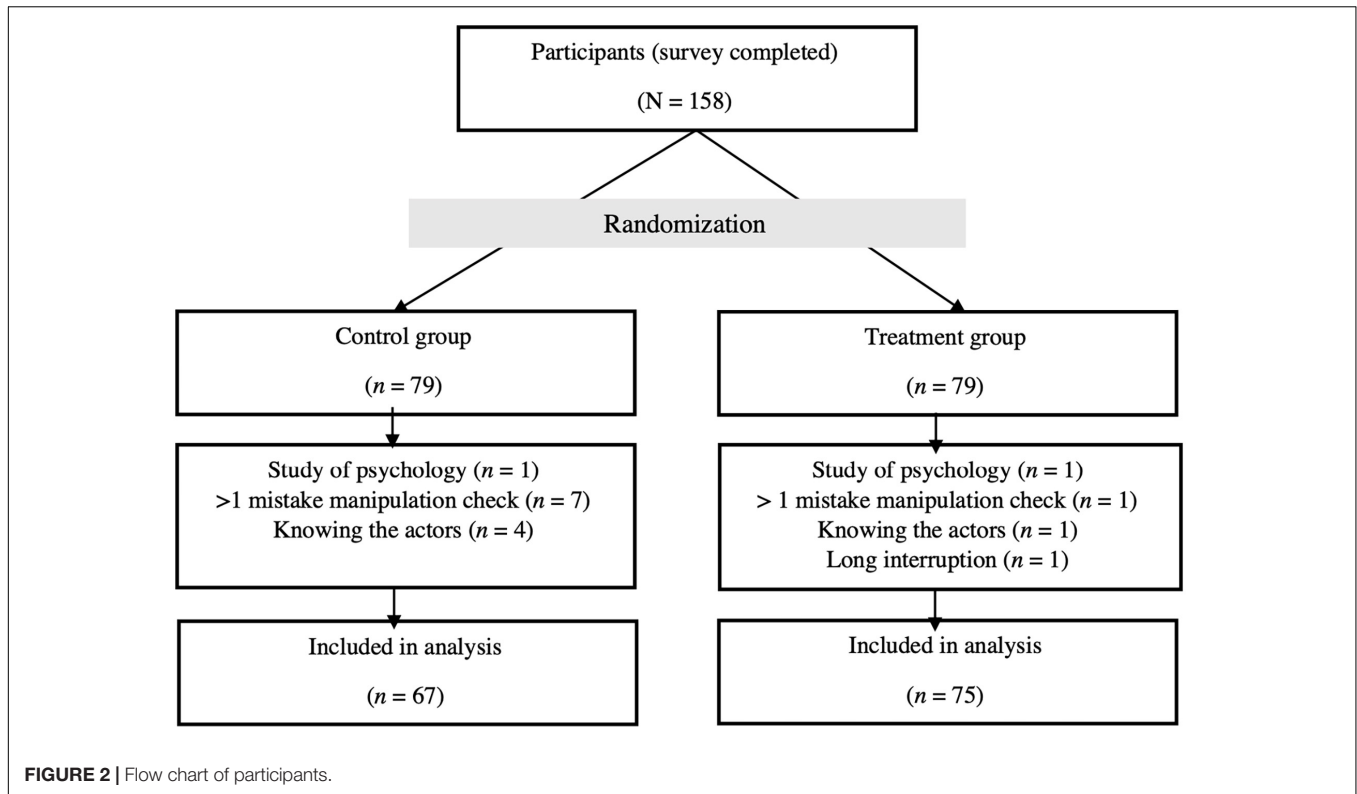 Participants (survey completed)
(N = 158)
Randomization
Control group
(n = 79)
Treatment group
(n = 79)
Study of psychology (n = 1)
>1 mistake manipulation check (n = 7)
Knowing the actors (n = 4)
Study of psychology (n = 1)
> 1 mistake manipulation check (n = 1)
Knowing the actors (n = 1)
Long interruption (n = 1)
Included in analysis
(n = 67)
Included in analysis
(n = 75)
FIGURE 2 | Flow chart of participants.